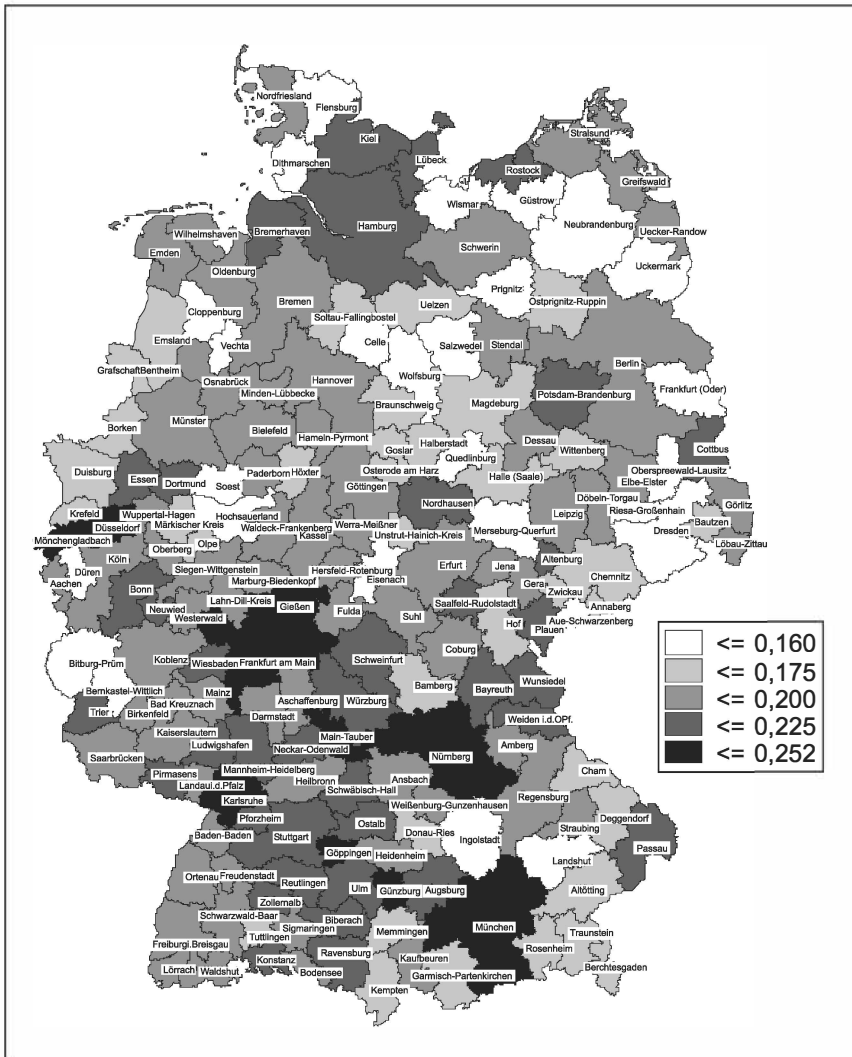 Nordfriesland
Flensburg
Kiel
Stralsund
Lübeck
Dithmarschen
Rostock
Greifswald
Wismar
Güstrow
Neubrandenburg
Hamburg
Wilhelmshaven
Bremerhaven
Uecker-Randow
Emden
Schwerin
Oldenburg
Uckermark
Prignitz
Bremen
Uelzen
Ostprignitz-Ruppin
Cloppenburg
Soltau-Fallingbostel
Emsland
Vechta
Celle
Salzwedel
Stendal
Berlin
GrafschaftBentheim
Wolfsburg
Osnabrück
Hannover
Frankfurt (Oder)
Minden-Lübbecke
Potsdam-Brandenburg
Braunschweig
Magdeburg
Münster
Borken
Bielefeld
Hameln-Pyrmont
Halberstadt
Dessau
Goslar
Wittenberg
Cottbus
Quedlinburg
Oberspreewald-Lausitz
Duisburg
Essen
Dortmund
Paderborn
Höxter
Osterode am Harz
Halle (Saale)
Elbe-Elster
Soest
Göttingen
Nordhausen
Döbeln-Torgau
Görlitz
Krefeld
Wuppertal-Hagen
Hochsauerland
Leipzig
Riesa-Großenhain
Düsseldorf
Märkischer Kreis
Waldeck-Frankenberg
Werra-Meißner
Merseburg-Querfurt
Bautzen
Mönchengladbach
Kassel
Unstrut-Hainich-Kreis
Dresden
Olpe
Löbau-Zittau
Oberberg
Köln
Siegen-Wittgenstein
Hersfeld-Rotenburg
Erfurt
Jena
Altenburg
Düren
Eisenach
Chemnitz
Aachen
Marburg-Biedenkopf
Gera
Bonn
Lahn-Dill-Kreis
Zwickau
Neuwied
Gießen
Fulda
Saalfeld-Rudolstadt
Annaberg
Westerwald
Suhl
Hof
Aue-Schwarzenberg
Plauen
Coburg
Bitburg-Prüm
Koblenz
Wiesbaden
Frankfurt am Main
Schweinfurt
Wunsiedel
Bamberg
Bayreuth
Bernkastel-Wittlich
Mainz
Aschaffenburg
Bad Kreuznach
Würzburg
Trier
Birkenfeld
Darmstadt
Weiden i.d.OPf.
Kaiserslautern
Main-Tauber
Ludwigshafen
Neckar-Odenwald
Nürnberg
Amberg
Saarbrücken
Mannheim-Heidelberg
Cham
Pirmasens
Heilbronn
Ansbach
Landaui.d.Pfalz
Schwäbisch-Hall
Regensburg
Karlsruhe
Weißenburg-Gunzenhausen
Pforzheim
Ostalb
Deggendorf
Baden-Baden
Stuttgart
Donau-Ries
Ingolstadt
Straubing
Göppingen
Heidenheim
Passau
Landshut
Ortenau
Freudenstadt
Reutlingen
Ulm
Günzburg
Augsburg
Altötting
Zollernalb
Schwarzwald-Baar
Biberach
Sigmaringen
München
Memmingen
Traunstein
Tuttlingen
Freiburgi.Breisgau
Ravensburg
Rosenheim
Konstanz
Kaufbeuren
Lörrach
Waldshut
Bodensee
Garmisch-Partenkirchen
Berchtesgaden
Kempten
<= 0,160
<= 0,175
<= 0,200
<= 0,225
<= 0,252